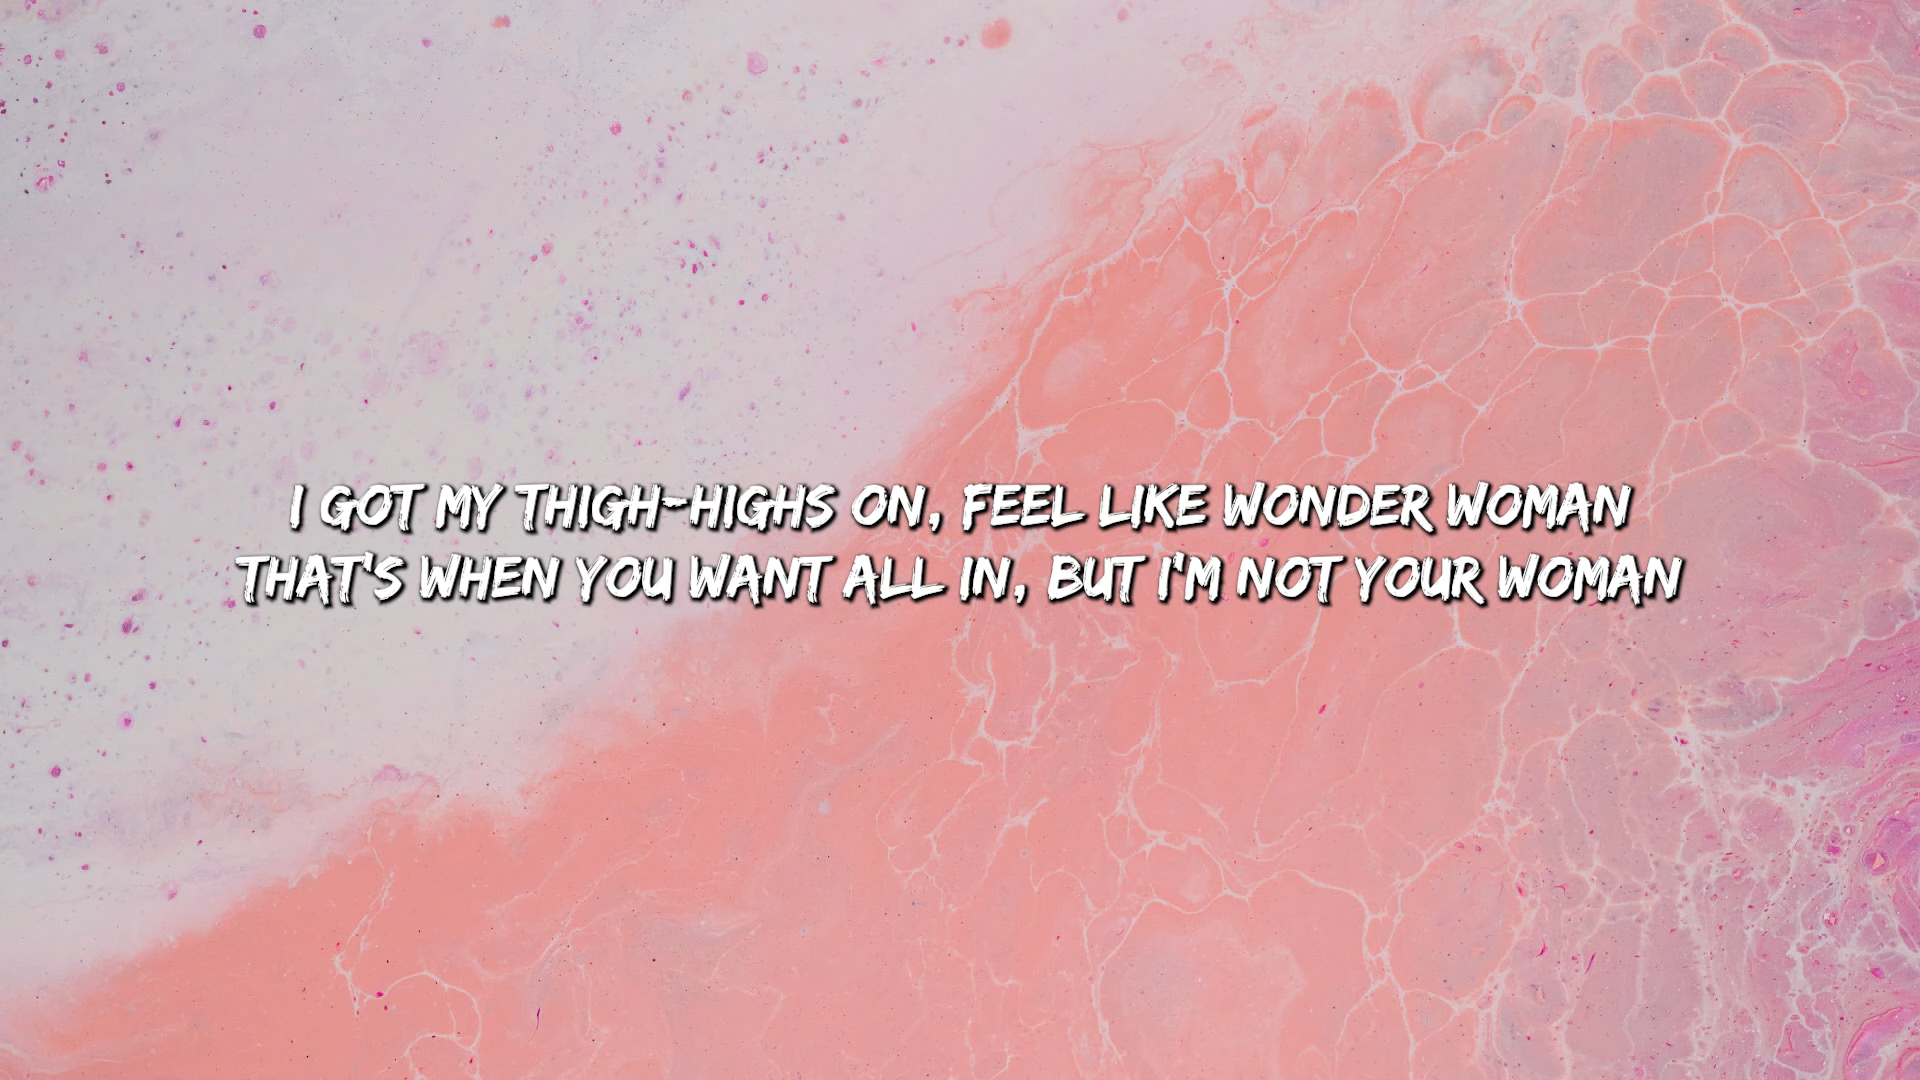 I GOT MY THIGH-HIGHS ON, FEEL LIKE WONDER WOMAN
THAT'S WHEN YOU WANT ALL IN, BUT I'M NOT YOUR WOMAN